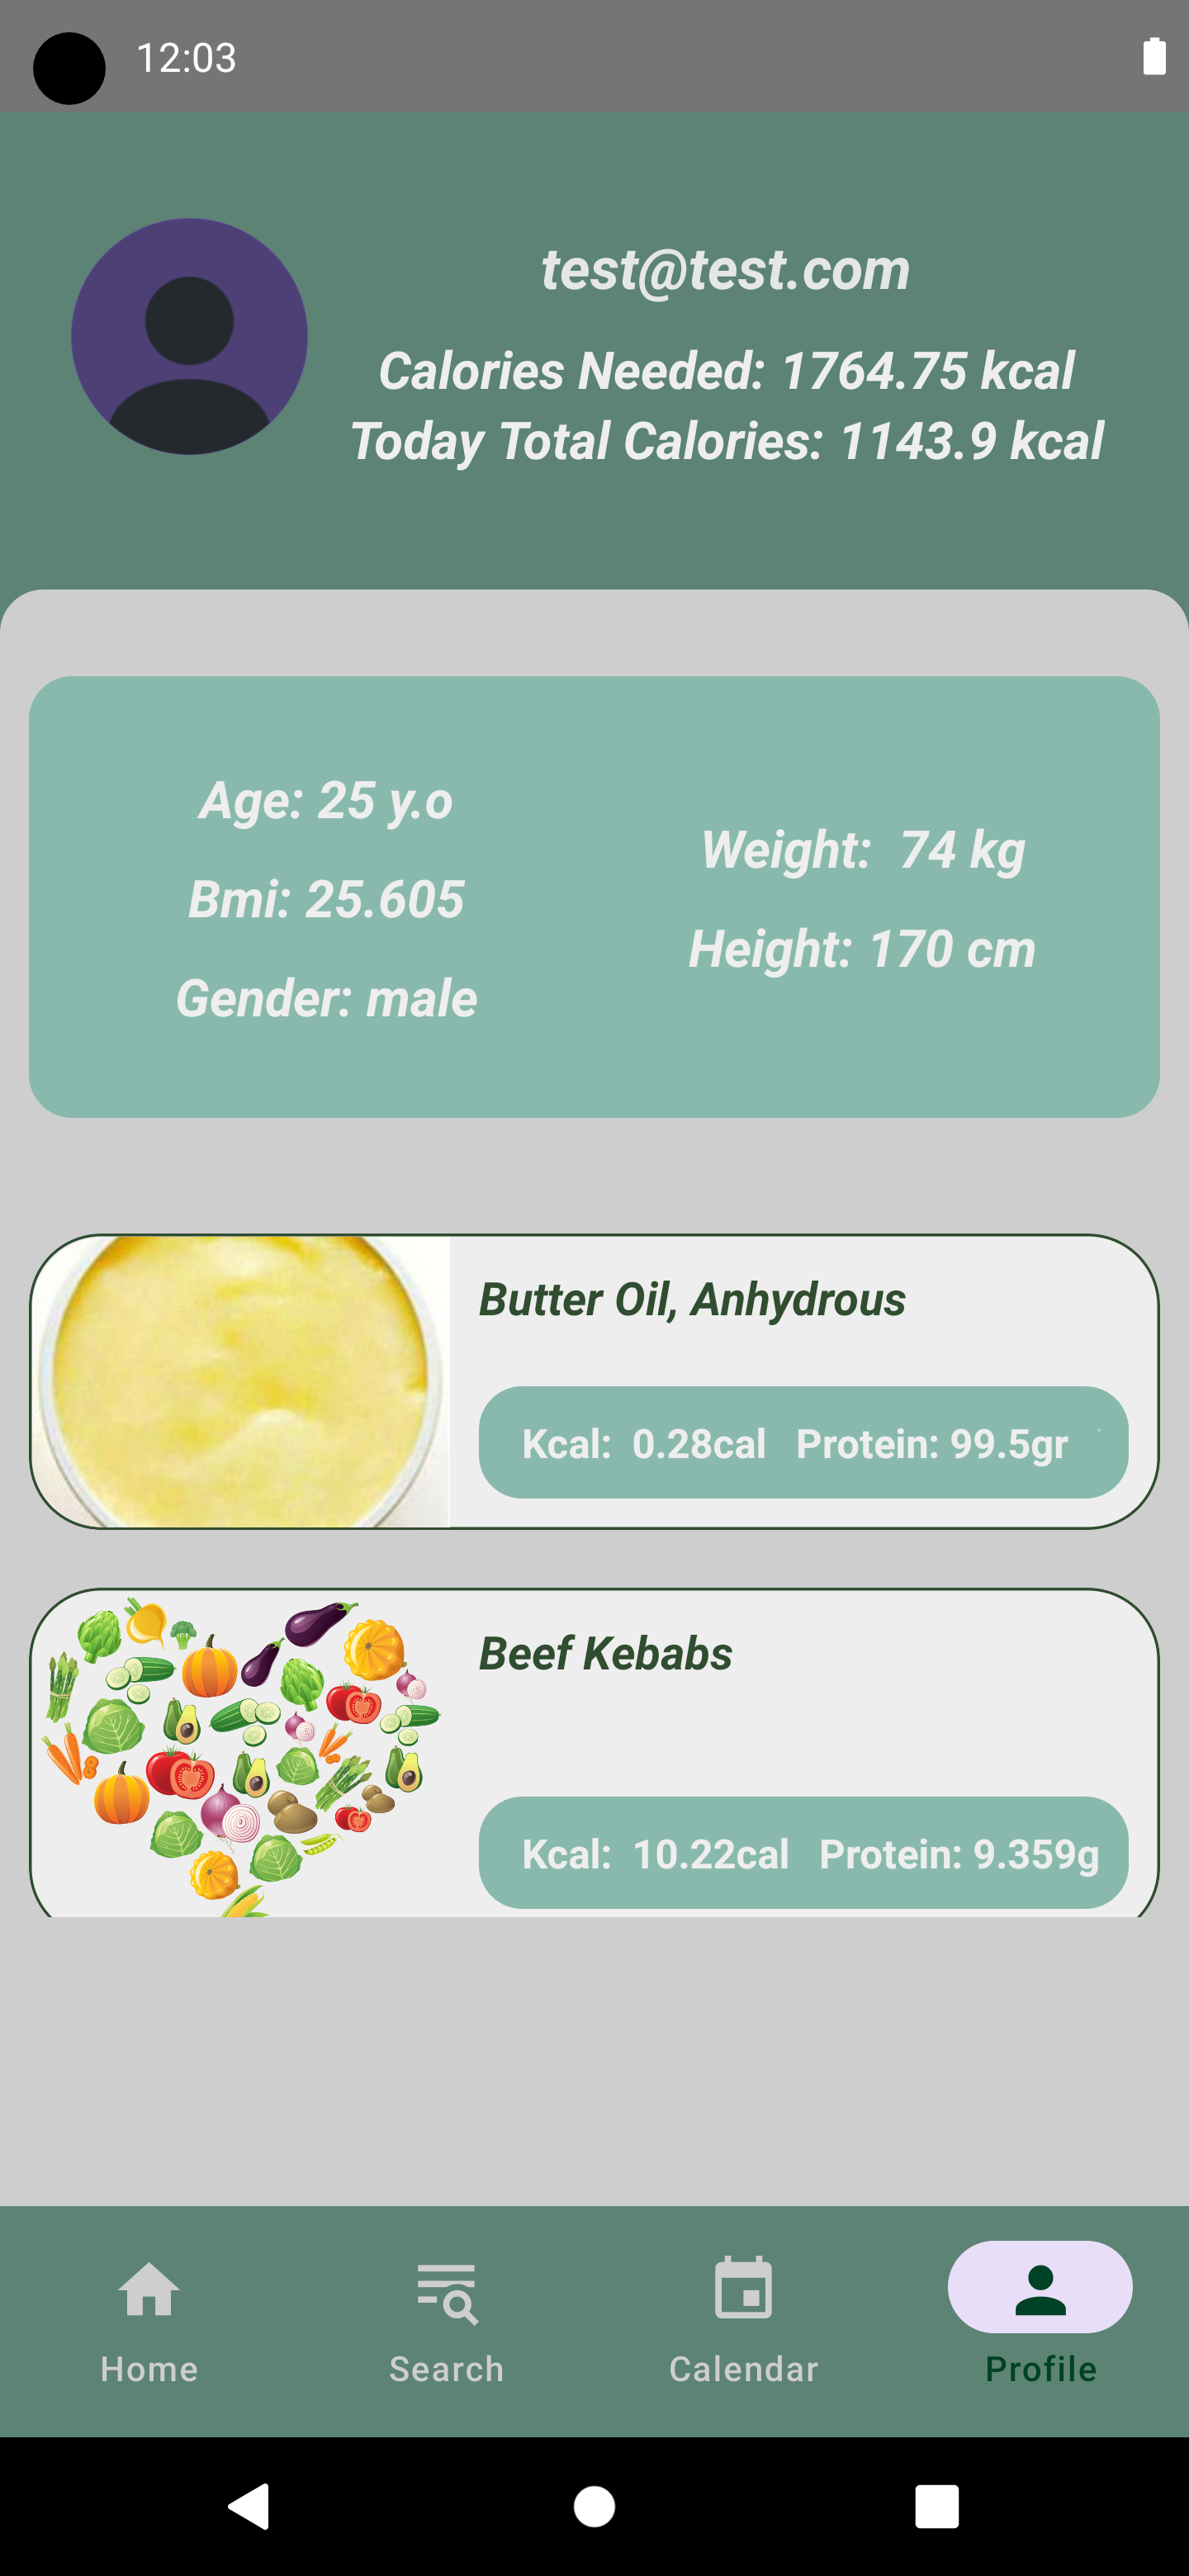 12:03
test@test.com
Calories Needed: 1764.75 kcal
Today Total Calories: 1143.9 kcal
Age: 25 y.o
Bmi: 25.605
Gender: male
Weight:  74 kg
Height: 170 cm
Butter Oil, Anhydrous
Kcal:  0.28cal   Protein: 99.5gr
Beef Kebabs
Kcal:  10.22cal   Protein: 9.359g
Home
Search
Calendar
Profile